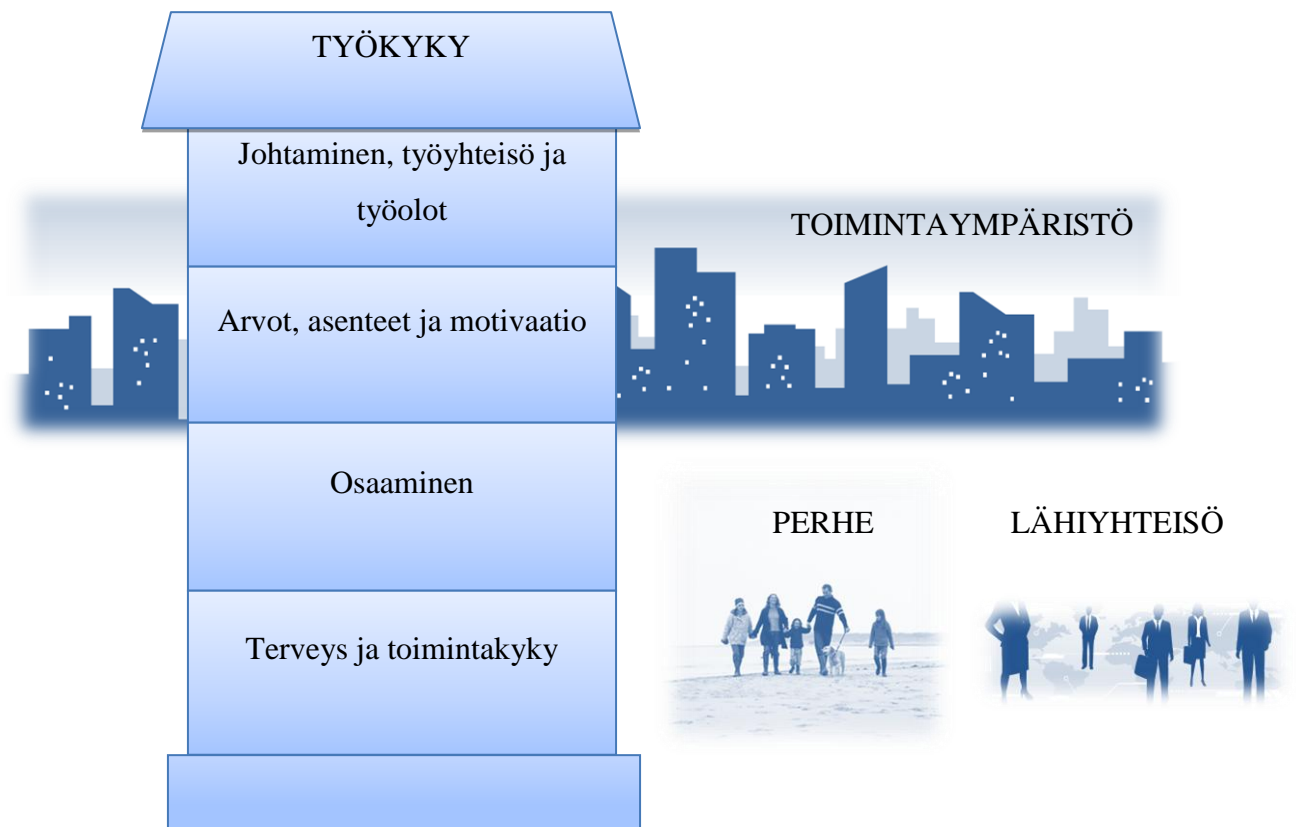 TYÖKYKY
Johtaminen, työyhteisö ja
työolot
TOIMINTAYMPÄRISTÖ
Arvot, asenteet ja motivaatio
Osaaminen
PERHE
LÄHIYHTEISÖ
Terveys ja toimintakyky